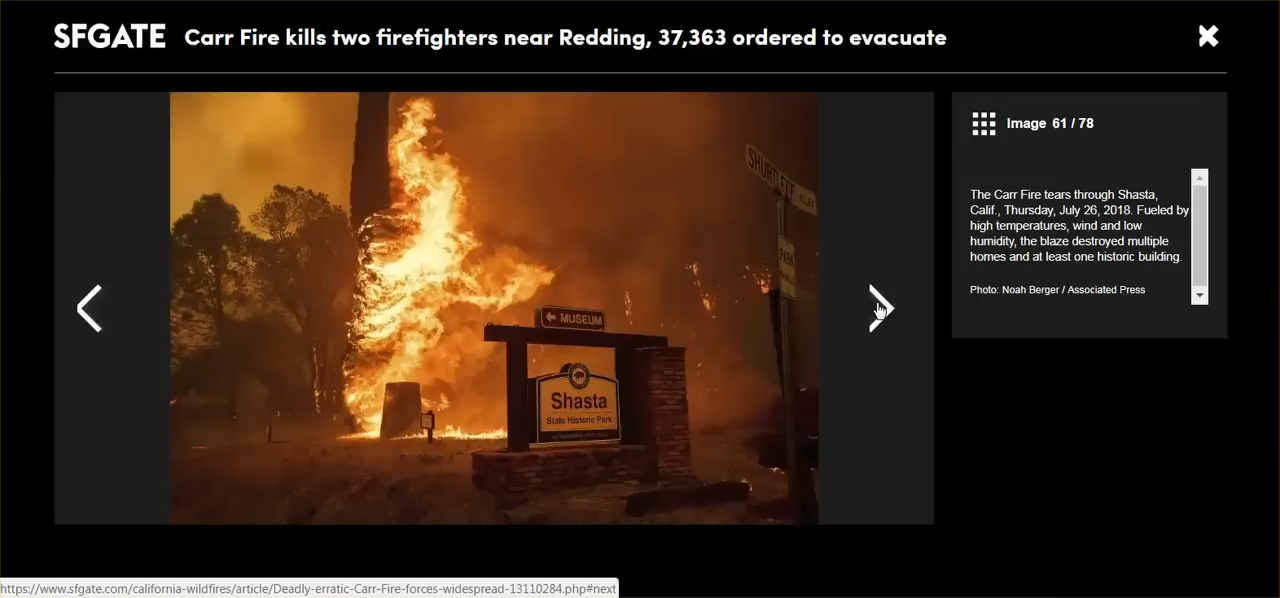 SFGATE Carr Fire kills two firefighters near Redding, 37,363 ordered to evacuate
Image 61 / 78
The Carr Fire tears through Shasta,
Calif., Thursday, July 26, 2018. Fueled by
high temperatures, wind and low
humidity, the blaze destroyed multiple
homes and at least one historic building.
Photo: Noah Berger / Associated Press
SHURTLEFF
PARK
MUSEUM
Shasta
State Historic Park
https://www.sfgate.com/california-wildfires/article/Deadly-erratic-Carr-Fire-forces-widespread-13110284.php#next